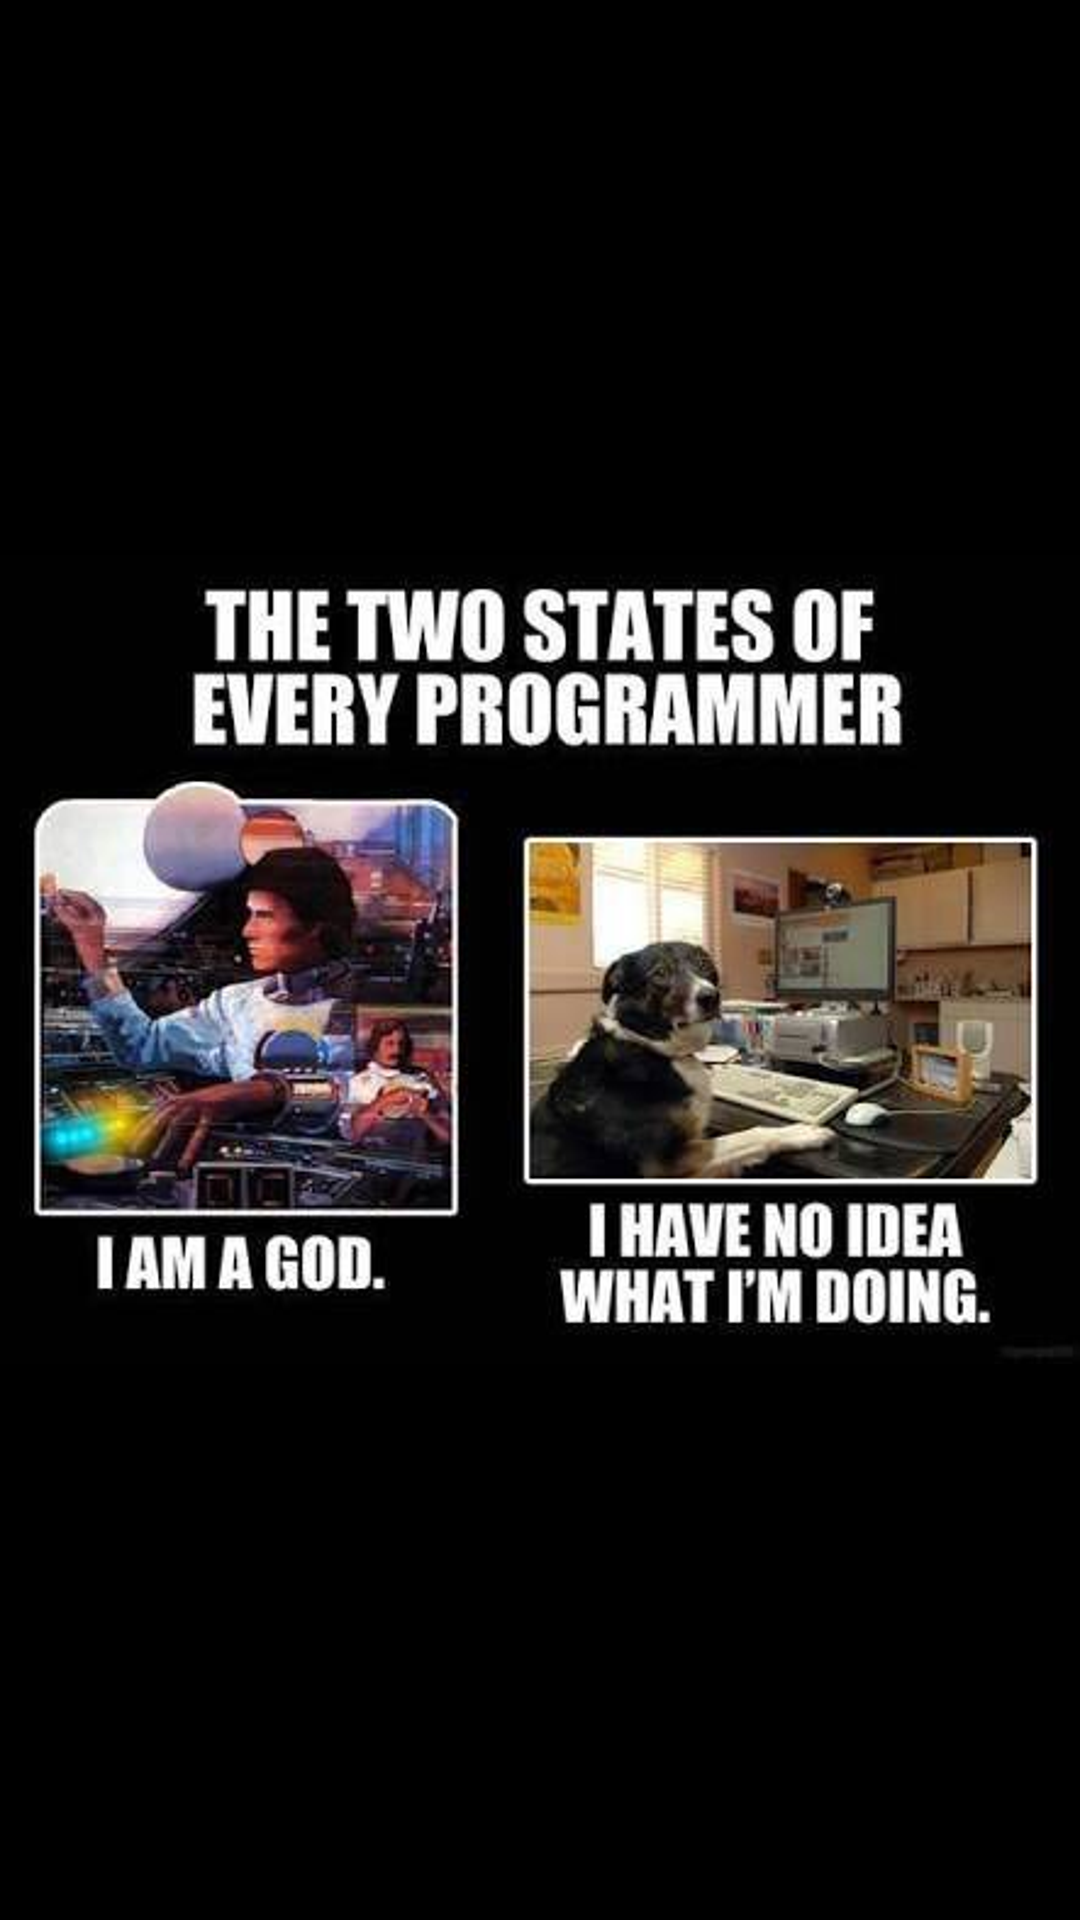 THE TWO STATES OF
EVERY PROGRAMMER
I AM A GOD.
I HAVE NO IDEA
WHAT I'M DOING.